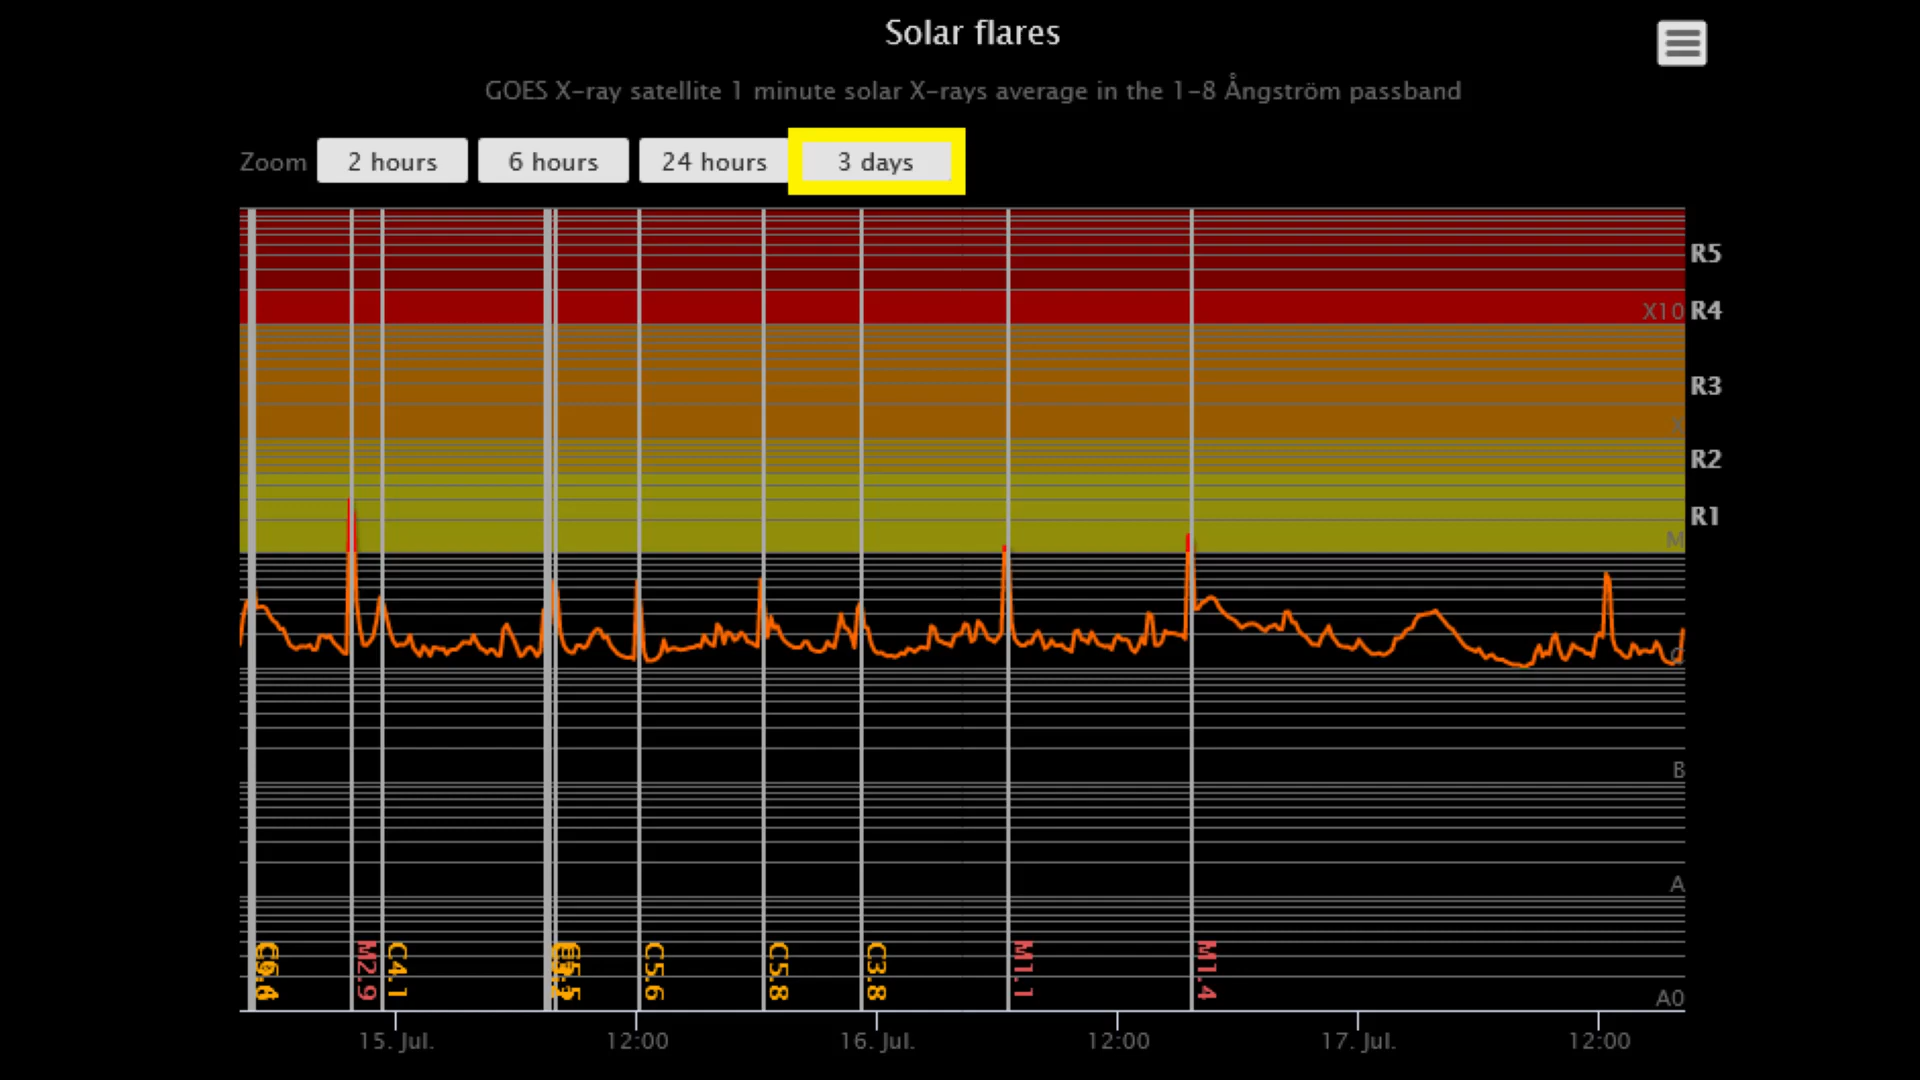 Solar flares
GOES X-ray satellite 1 minute solar X-rays average in the 1-8 Ångström passband
Zoom 2 hours 6 hours 24 hours 3 days
R5
X10 R4
R3
X
R2
R1
M
C
B
A
M2.9 C4.1 C5.6 C5.8 C3.8 M1.1 M1.4
A0
15. Jul. 12:00 16. Jul. 12:00 17. Jul. 12:00